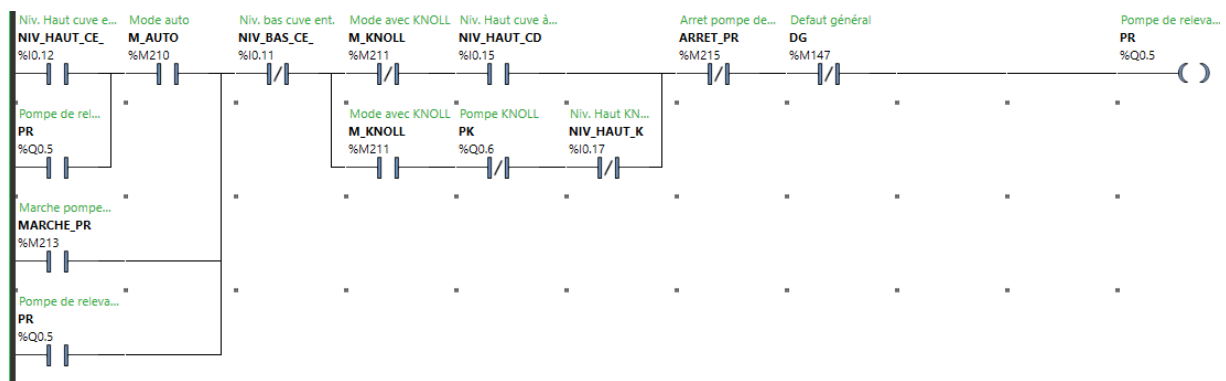 Niv. Haut cuve e... Mode auto Niv. bas cuve ent. Mode avec KNOLL Niv. Haut cuve à... Arret pompe de... Defaut général Pompe de releva...
NIV_HAUT_CE_ M_AUTO NIV_BAS_CE_ M_KNOLL NIV_HAUT_CD ARRET_PR DG PR
%I0.12 %M210 %I0.11 %M211 %I0.15 %M215 %M147 %Q0.5
Pompe de rel... Mode avec KNOLL Pompe KNOLL Niv. Haut KN...
PR M_KNOLL PK NIV_HAUT_K
%Q0.5 %M211 %Q0.6 %I0.17
Marche pompe...
MARCHE_PR
%M213
Pompe de releva...
PR
%Q0.5